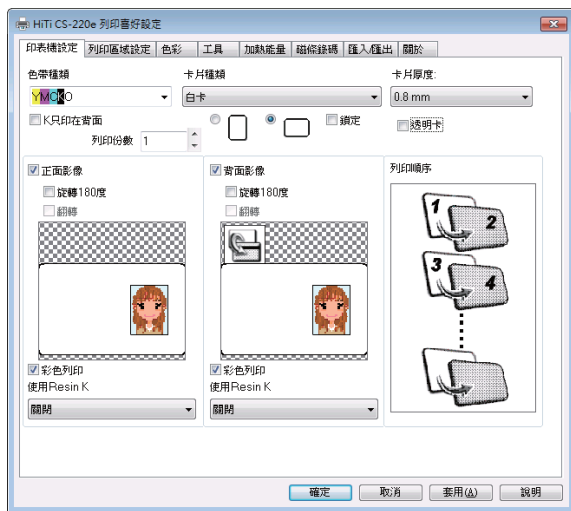 HiTi CS-220e 列印喜好設定
印表機設定 列印區域設定 色彩 工具 加熱能量 磁條錄碼 匯入/匯出 關於
色帶種類 卡片種類 卡片厚度:
YMCKO 白卡 0.8 mm
K只印在背面 鎖定 透明卡
列印份數 1
正面影像 背面影像 列印順序
旋轉180度 旋轉180度
翻轉 翻轉
1 2
3 4
彩色列印 彩色列印
使用Resin K 使用Resin K
關閉 關閉
確定 取消 套用(A) 說明